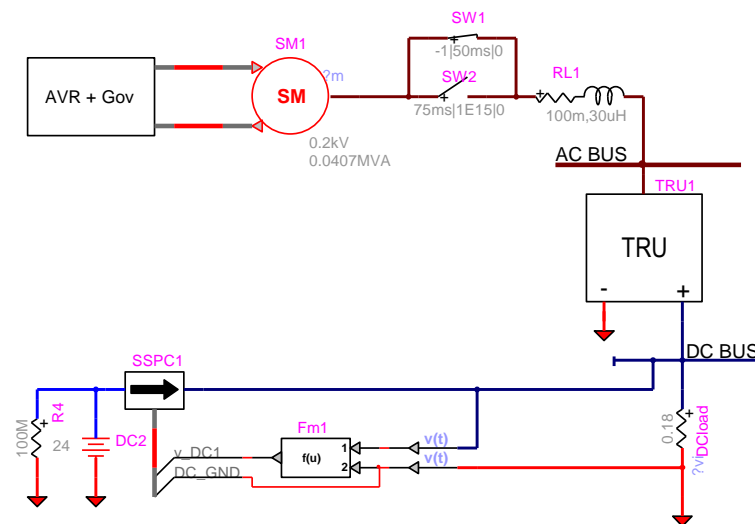 SW1
-1|50ms|0
SM1
?m
SW2
75ms|1E15|0
RL1
100m,30uH
AVR + Gov
SM
0.2kV
0.0407MVA
AC BUS
TRU1
TRU
-
+
DC BUS
SSPC1
R4
100M
24
DC2
v_DC1
DC_GND
Fm1
f(u)
1
2
v(t)
v(t)
0.18
?vi
DCload